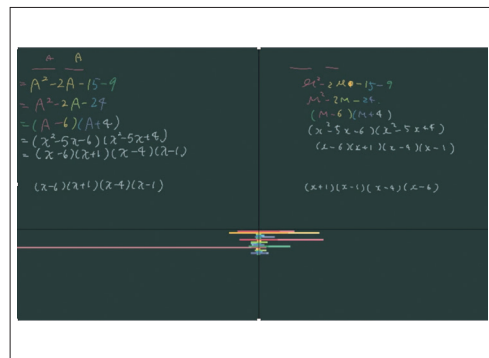 A A
= A² - 2A - 15 - 9
= A² - 2A - 24
= (A - 6) (A + 4)
= (x² - 5x - 6) (x² - 5x + 4)
= (x - 6) (x + 1) (x - 4) (x - 1)
(x - 6) (x + 1) (x - 4) (x - 1)
M² - 2M - 15 - 9
M² - 2M - 24
(M - 6) (M + 4)
(x² - 5x - 6) (x² - 5x + 4)
(x - 6)(x + 1) (x - 4) (x - 1)
(x + 1) (x - 1) (x - 4) (x - 6)